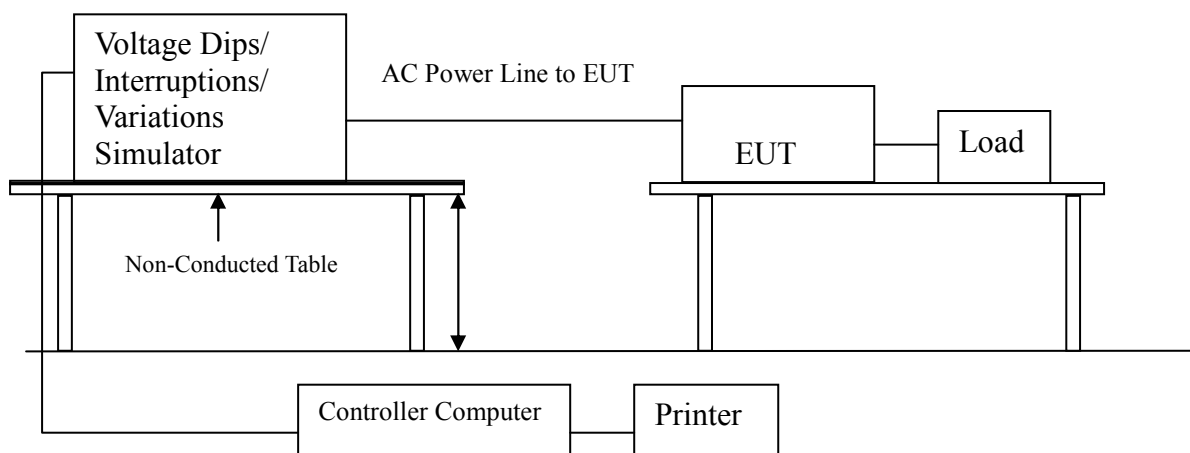 Voltage Dips/
Interruptions/
Variations
Simulator
AC Power Line to EUT
EUT
Load
Non-Conducted Table
Controller Computer
Printer